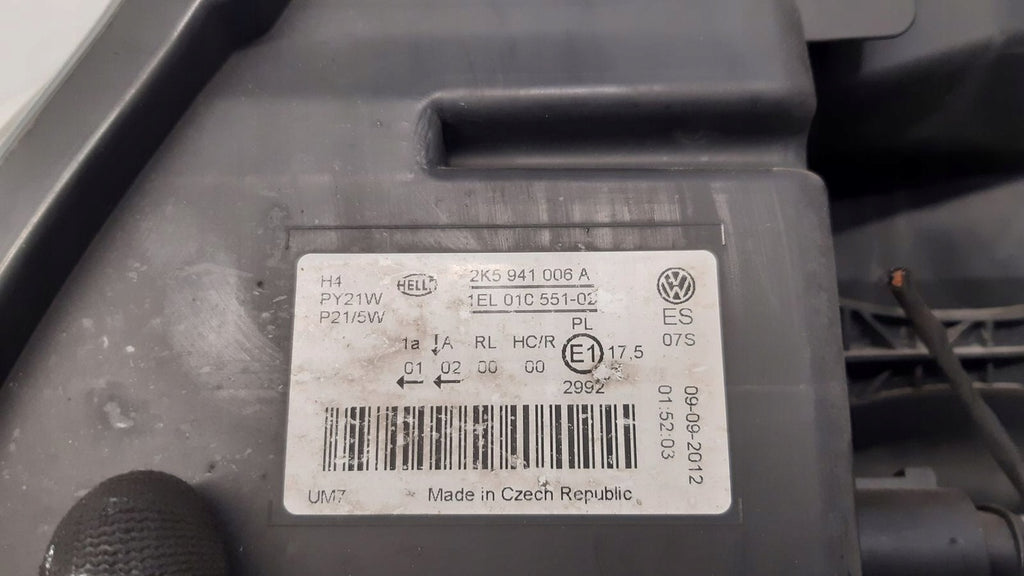 H4
PY21W
P21/5W
2K5 941 006 A
1EL 010 551-02
ES
07S
1a A RL HC/R PL
01 02 00 00 E1 17,5
2992
09-09-2012
01:52:03
UM7
Made in Czech Republic